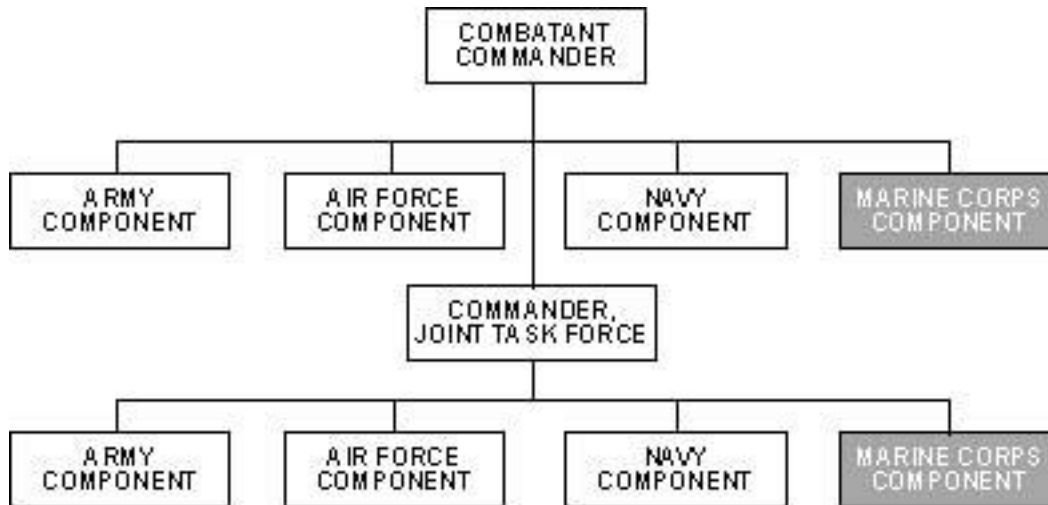 COMBATANT
COMMANDER
ARMY
COMPONENT
AIR FORCE
COMPONENT
NAVY
COMPONENT
MARINE CORPS
COMPONENT
COMMANDER,
JOINT TASK FORCE
ARMY
COMPONENT
AIR FORCE
COMPONENT
NAVY
COMPONENT
MARINE CORPS
COMPONENT